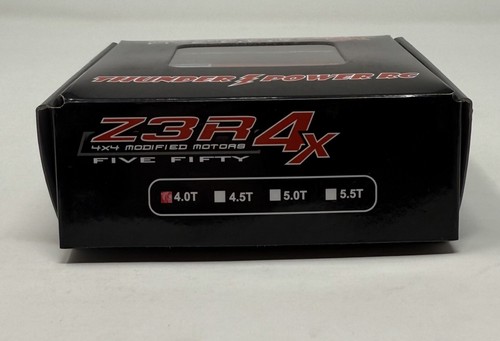 THUNDER POWER RC
Z3R4X
4X4 MODIFIED MOTORS
FIVE FIFTY
4.0T 4.5T 5.0T 5.5T